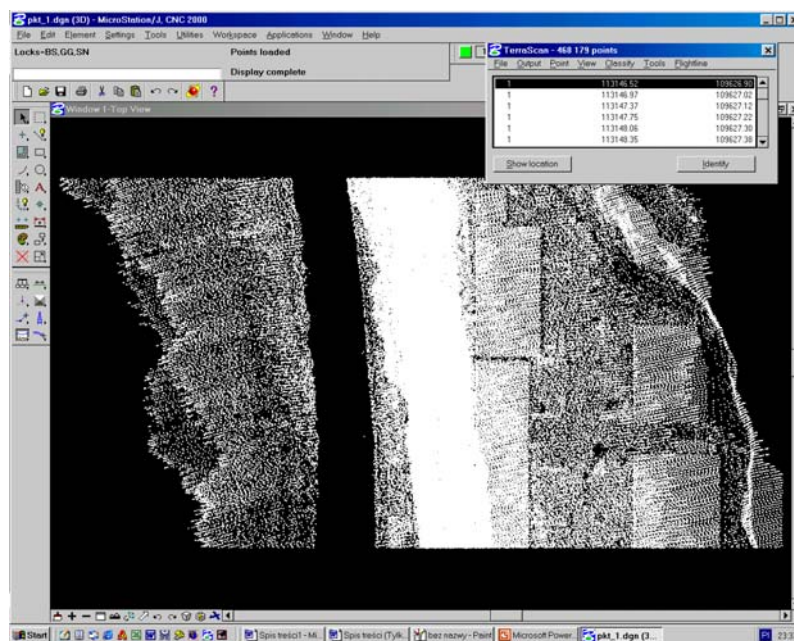 pkt_1.dgn (3D) - MicroStation/J, CNC 2000
File Edit Element Settings Tools Utilities Workspace Applications Window Help
Locks=BS,GG,SN
Points loaded
Display complete
TerraScan - 468 179 points
File Output Point View Classify Tools Flightline
1 113146.52 109626.90
1 113146.97 109627.02
1 113147.37 109627.12
1 113147.75 109627.22
1 113148.06 109627.30
1 113148.35 109627.38
Show location Identify
Window 1-Top View
Start Spis treści1 - Mi... Spis treści (Tylk... bez nazwy - Paint Microsoft Power... pkt_1.dgn (3... Pl